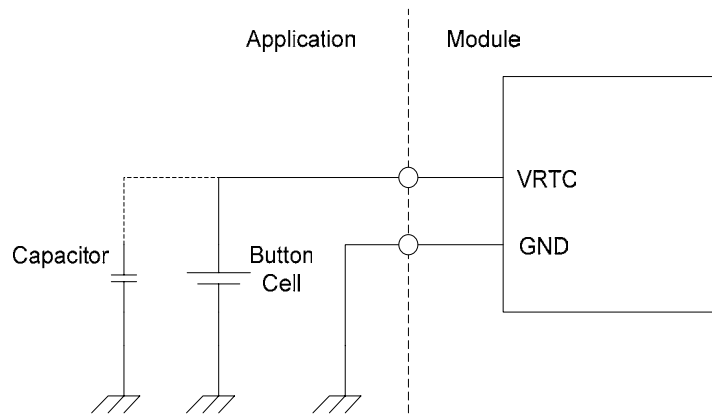 Application
Module
VRTC
GND
Capacitor
Button
Cell